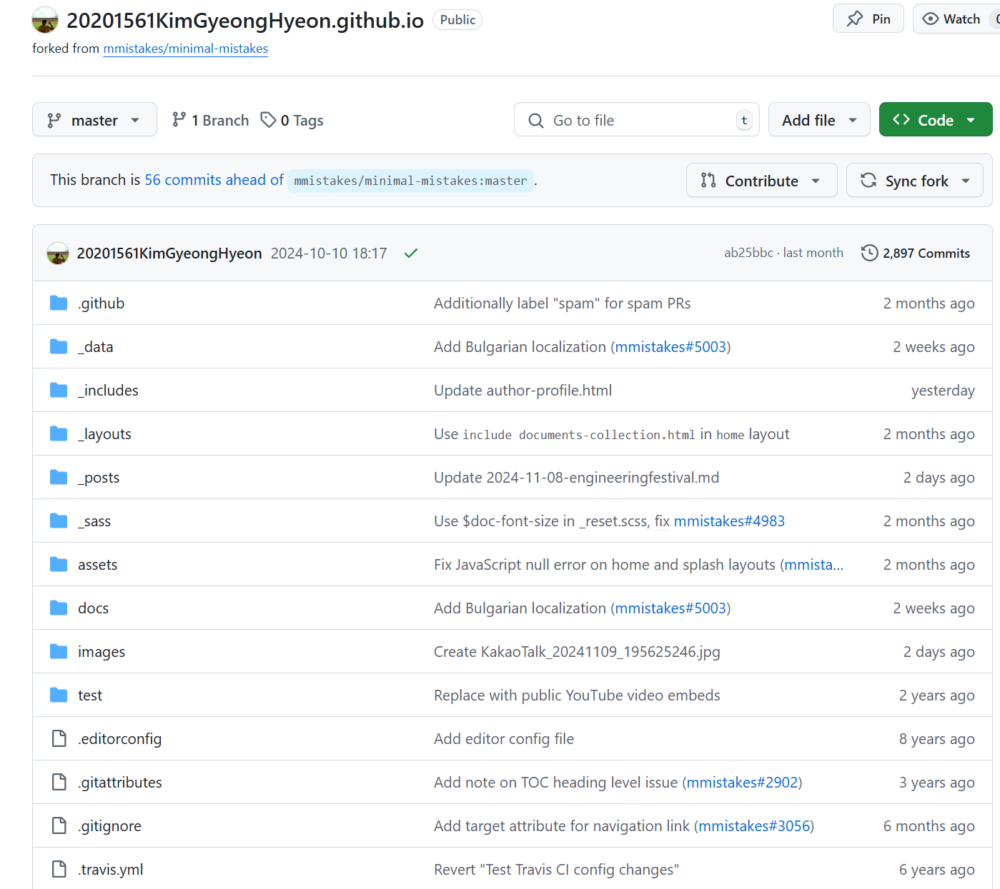 20201561KimGyeongHyeon.github.io Public Pin Watch
forked from mmistakes/minimal-mistakes
master 1 Branch 0 Tags Go to file t Add file Code
This branch is 56 commits ahead of mmistakes/minimal-mistakes:master . Contribute Sync fork
20201561KimGyeongHyeon 2024-10-10 18:17 ab25bbc · last month 2,897 Commits
.github Additionally label "spam" for spam PRs 2 months ago
_data Add Bulgarian localization (mmistakes#5003) 2 weeks ago
_includes Update author-profile.html yesterday
_layouts Use include documents-collection.html in home layout 2 months ago
_posts Update 2024-11-08-engineeringfestival.md 2 days ago
_sass Use $doc-font-size in _reset.scss, fix mmistakes#4983 2 months ago
assets Fix JavaScript null error on home and splash layouts (mmista... 2 months ago
docs Add Bulgarian localization (mmistakes#5003) 2 weeks ago
images Create KakaoTalk_20241109_195625246.jpg 2 days ago
test Replace with public YouTube video embeds 2 years ago
.editorconfig Add editor config file 8 years ago
.gitattributes Add note on TOC heading level issue (mmistakes#2902) 3 years ago
.gitignore Add target attribute for navigation link (mmistakes#3056) 6 months ago
.travis.yml Revert "Test Travis CI config changes" 6 years ago